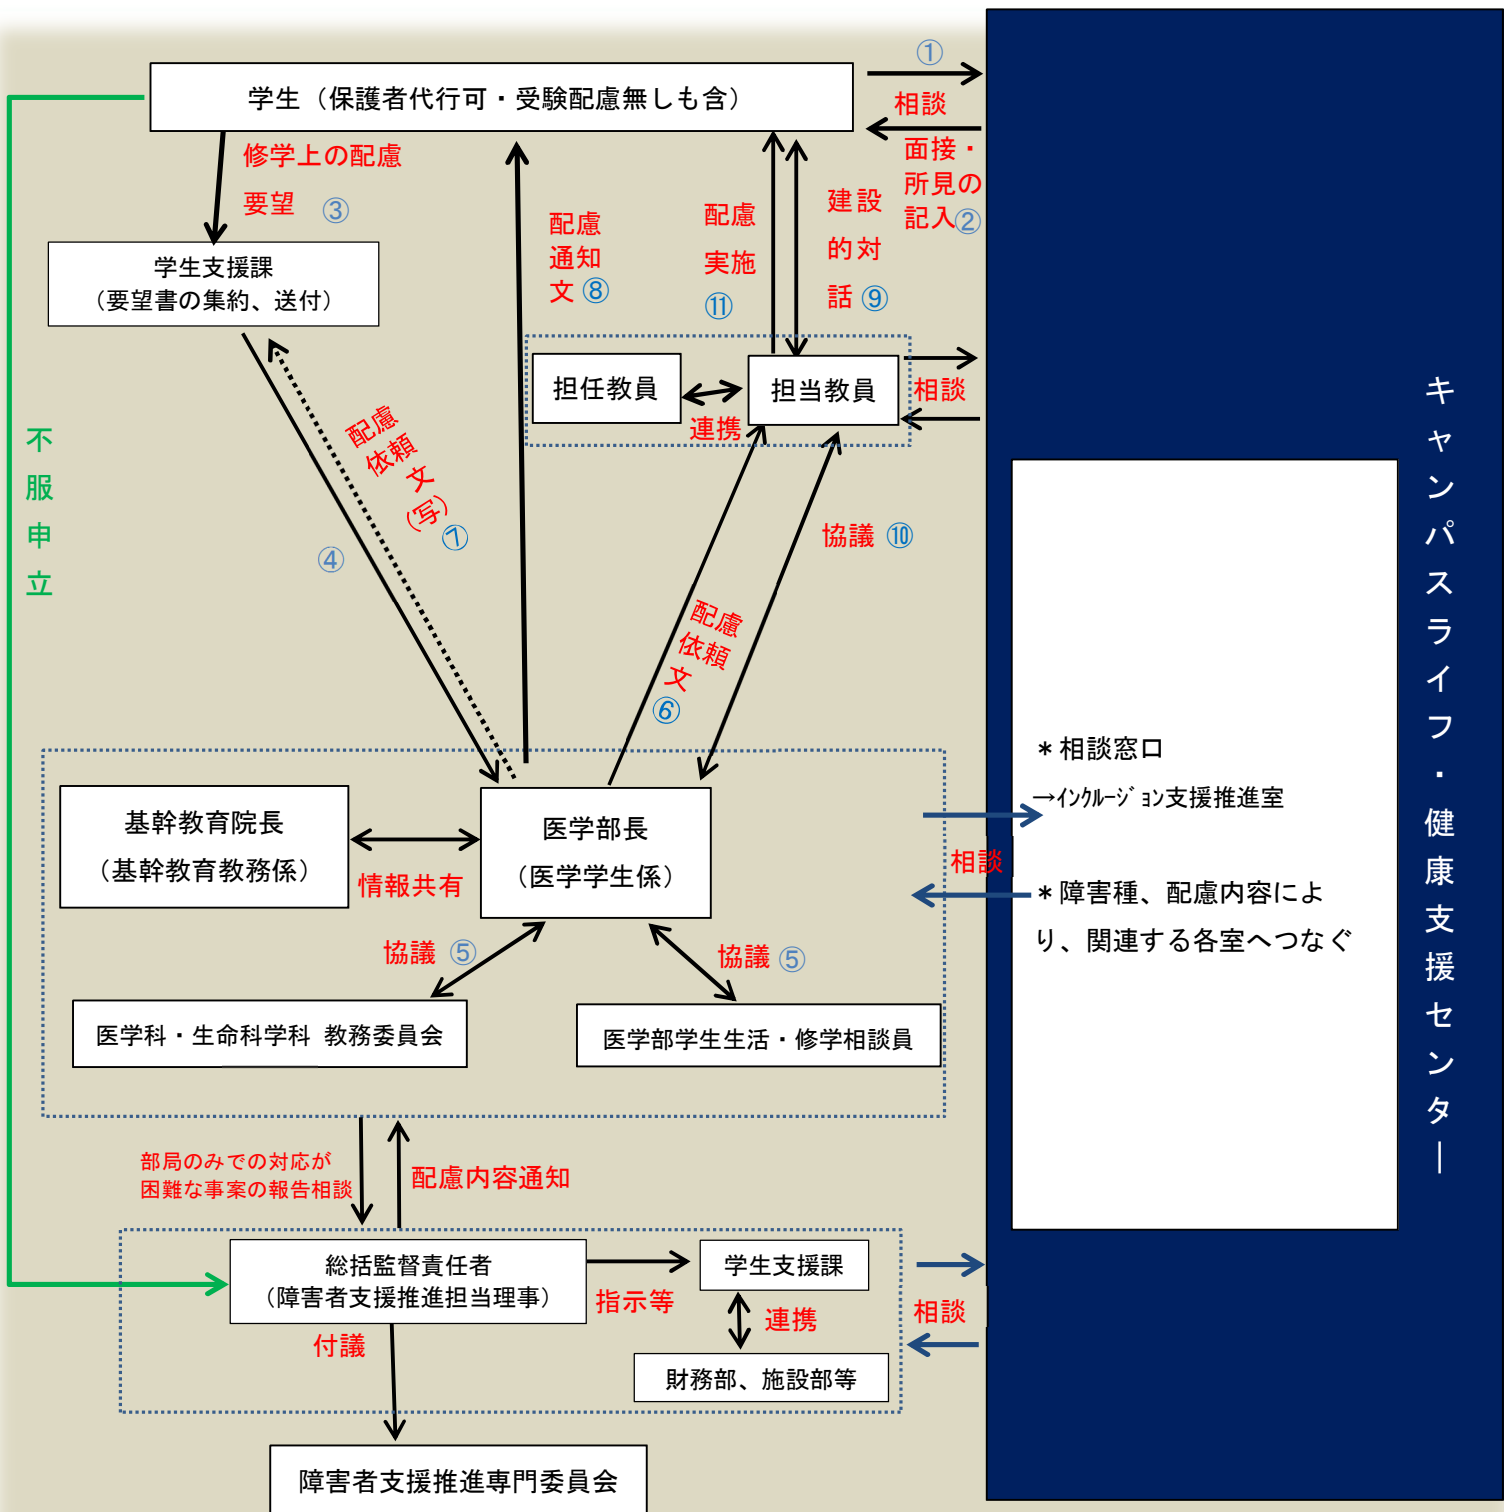 ①
学生（保護者代行可・受験配慮無しも含）
相談
面接・
所見の
記入②
修学上の配慮
要望 ③
配慮
通知
文⑧
配慮
実施
⑪
建設
的対
話⑨
学生支援課
（要望書の集約、送付）
担任教員
担当教員
連携
相談
不服申立
配慮
依頼
文
（写）⑦
④
協議 ⑩
配慮
依頼
文
⑥
キャンパスライフ・健康支援センター
＊相談窓口
→インクルージョン支援推進室
＊障害種、配慮内容によ
り、関連する各室へつなぐ
基幹教育院長
（基幹教育教務係）
情報共有
医学部長
（医学学生係）
相談
協議 ⑤
協議 ⑤
医学科・生命科学科 教務委員会
医学部学生生活・修学相談員
部局のみでの対応が
困難な事案の報告相談
配慮内容通知
総括監督責任者
（障害者支援推進担当理事）
指示等
学生支援課
連携
相談
付議
財務部、施設部等
障害者支援推進専門委員会